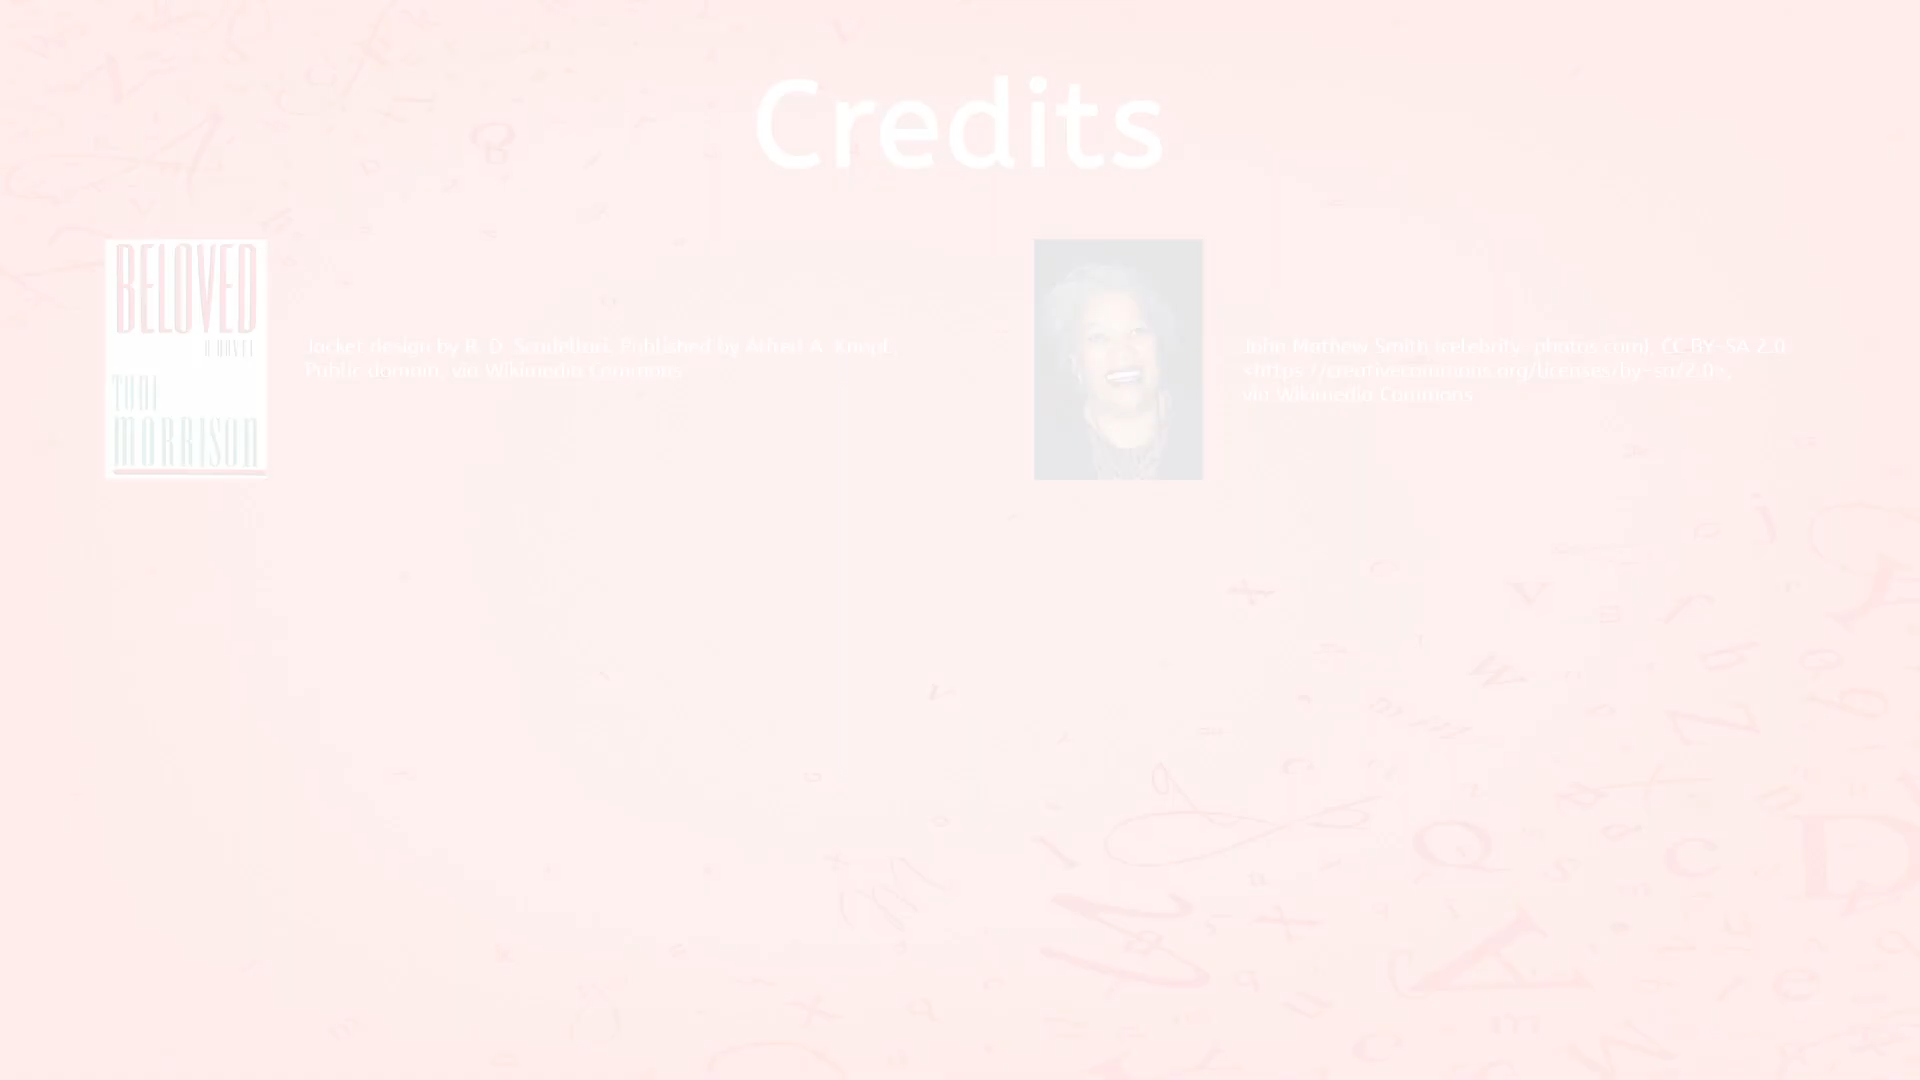 Credits
BELOVED
A NOVEL
TONI
MORRISON
Jacket design by R. D. Scudellari. Published by Alfred A. Knopf.,
Public domain, via Wikimedia Commons
John Mathew Smith (celebrity-photos.com), CC BY-SA 2.0
<https://creativecommons.org/licenses/by-sa/2.0>,
via Wikimedia Commons